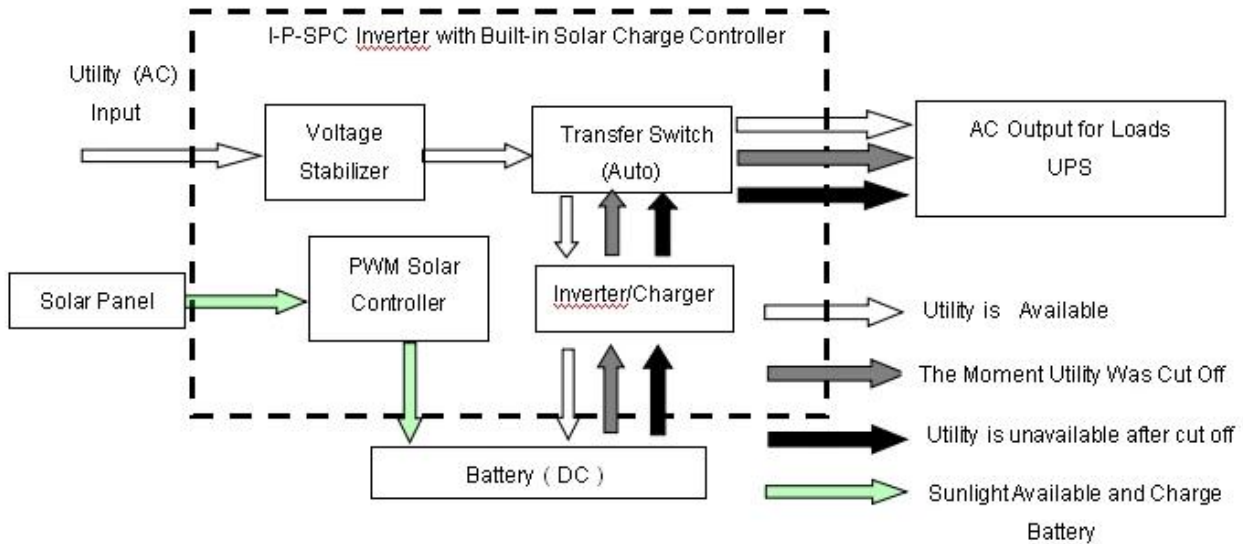 I-P-SPC Inverter with Built-in Solar Charge Controller
Utility (AC)
Input
Voltage
Stabilizer
Transfer Switch
(Auto)
AC Output for Loads
UPS
Solar Panel
PWM Solar
Controller
Inverter/Charger
Battery ( DC )
Utility is Available
The Moment Utility Was Cut Off
Utility is unavailable after cut off
Sunlight Available and Charge
Battery